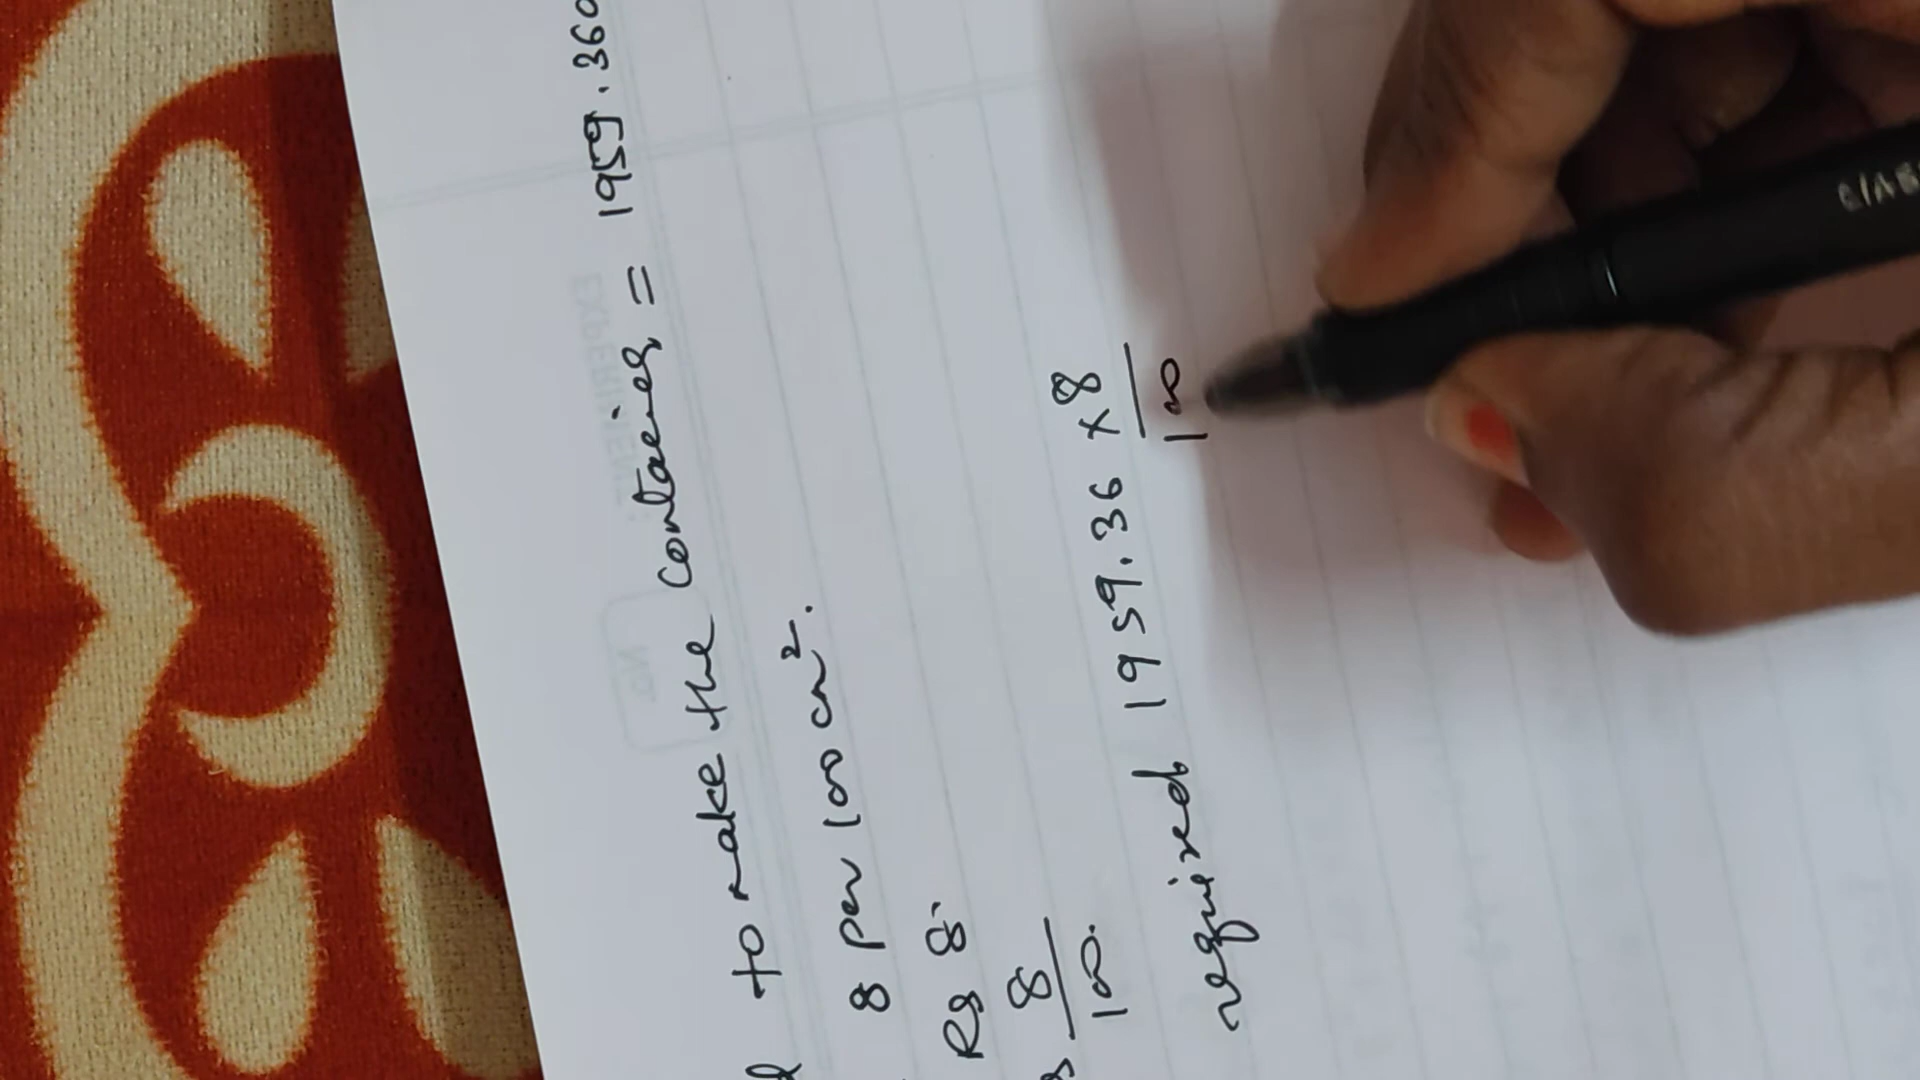 to make the container = 1959.360
8 per 100 cm².
Rs 8.
8/100.
required 1959.36 × 8/100